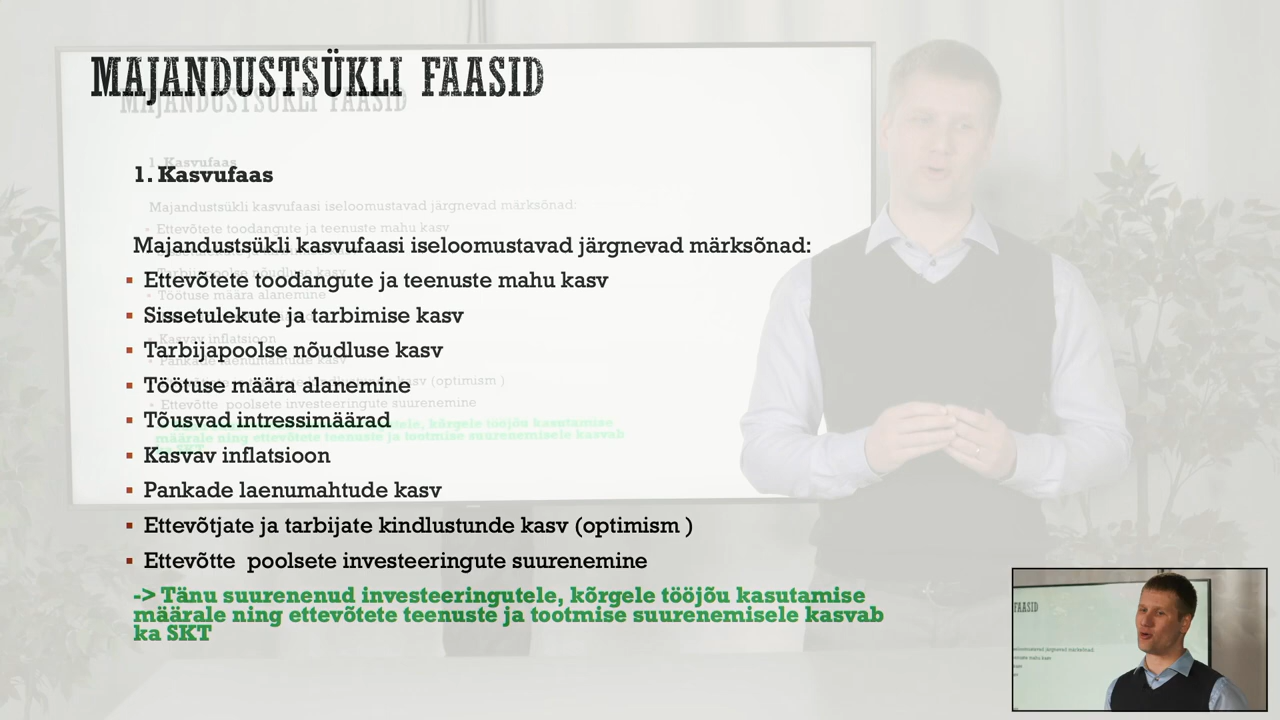 MAJANDUSTSÜKLI FAASID
1. Kasvufaas
Majandustsükli kasvufaasi iseloomustavad järgnevad märksõnad:
▪ Ettevõtete toodangute ja teenuste mahu kasv
▪ Sissetulekute ja tarbimise kasv
▪ Tarbijapoolse nõudluse kasv
▪ Töötuse määra alanemine
▪ Tõusvad intressimäärad
▪ Kasvav inflatsioon
▪ Pankade laenumahtude kasv
▪ Ettevõtjate ja tarbijate kindlustunde kasv (optimism )
▪ Ettevõtte  poolsete investeeringute suurenemine
-> Tänu suurenenud investeeringutele, kõrgele tööjõu kasutamise
määrale ning ettevõtete teenuste ja tootmise suurenemisele kasvab
ka SKT